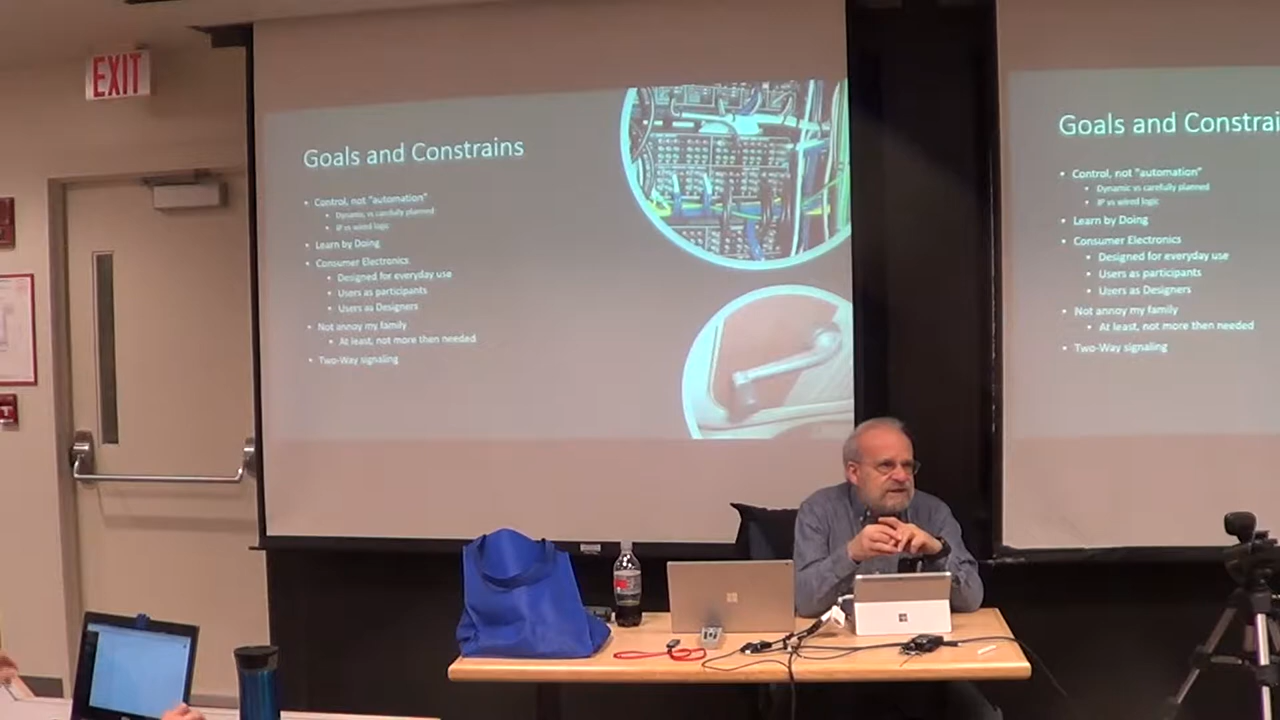 EXIT
Goals and Constrains
• Control, not "automation"
• Dynamic vs carefully planned
• IP vs wired logic
• Learn by Doing
• Consumer Electronics
• Designed for everyday use
• Users as participants
• Users as Designers
• Not annoy my family
• At least, not more then needed
• Two-Way signaling
Goals and Constrai
• Control, not "automation"
• Dynamic vs carefully planned
• IP vs wired logic
• Learn by Doing
• Consumer Electronics
• Designed for everyday use
• Users as participants
• Users as Designers
• Not annoy my family
• At least, not more then needed
• Two-Way signaling